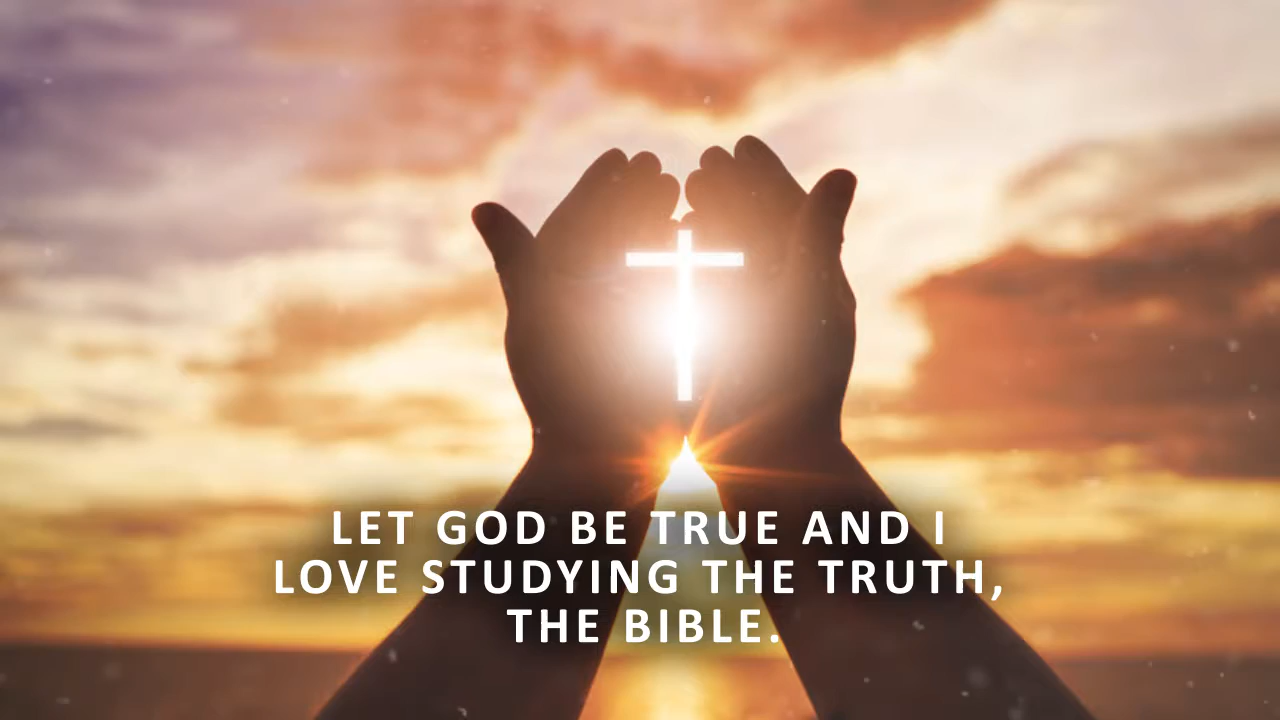 LET GOD BE TRUE AND I
LOVE STUDYING THE TRUTH,
THE BIBLE.